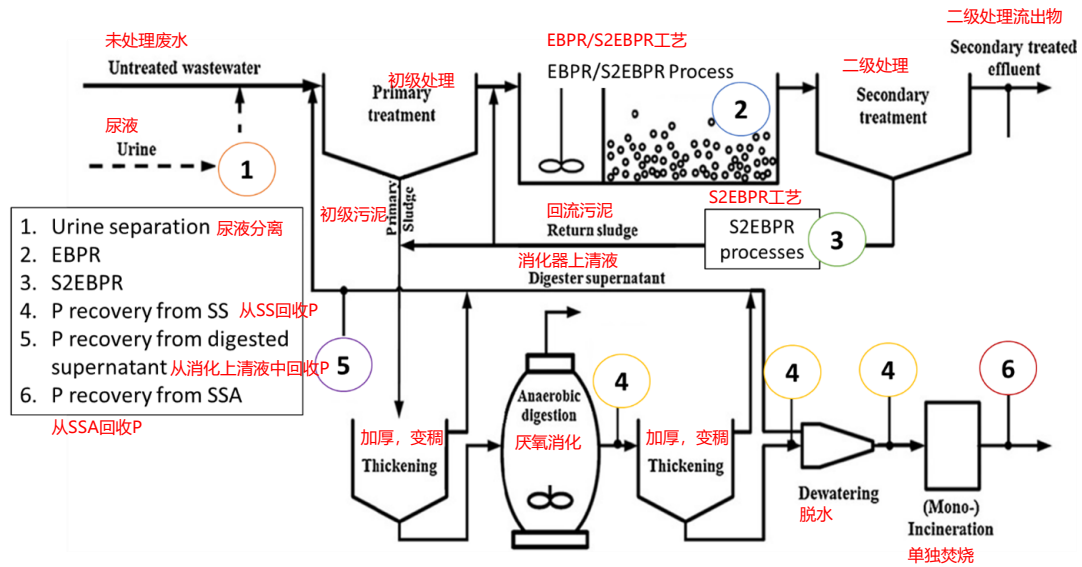 二级处理流出物
未处理废水
EBPR/S2EBPR工艺
Secondary treated
effluent
Untreated wastewater
初级处理
EBPR/S2EBPR Process
二级处理
Primary
treatment
Secondary
treatment
2
尿液
Urine
1
初级污泥
Primary
Sludge
回流污泥
Return sludge
S2EBPR工艺
S2EBPR
processes
3
消化器上清液
Digester supernatant
1. Urine separation 尿液分离
2. EBPR
3. S2EBPR
4. P recovery from SS 从SS回收P
5. P recovery from digested
supernatant 从消化上清液中回收P
6. P recovery from SSA
从SSA回收P
5
4
4
4
6
Anaerobic
digestion
厌氧消化
加厚，变稠
Thickening
加厚，变稠
Thickening
Dewatering
脱水
(Mono-)
Incineration
单独焚烧